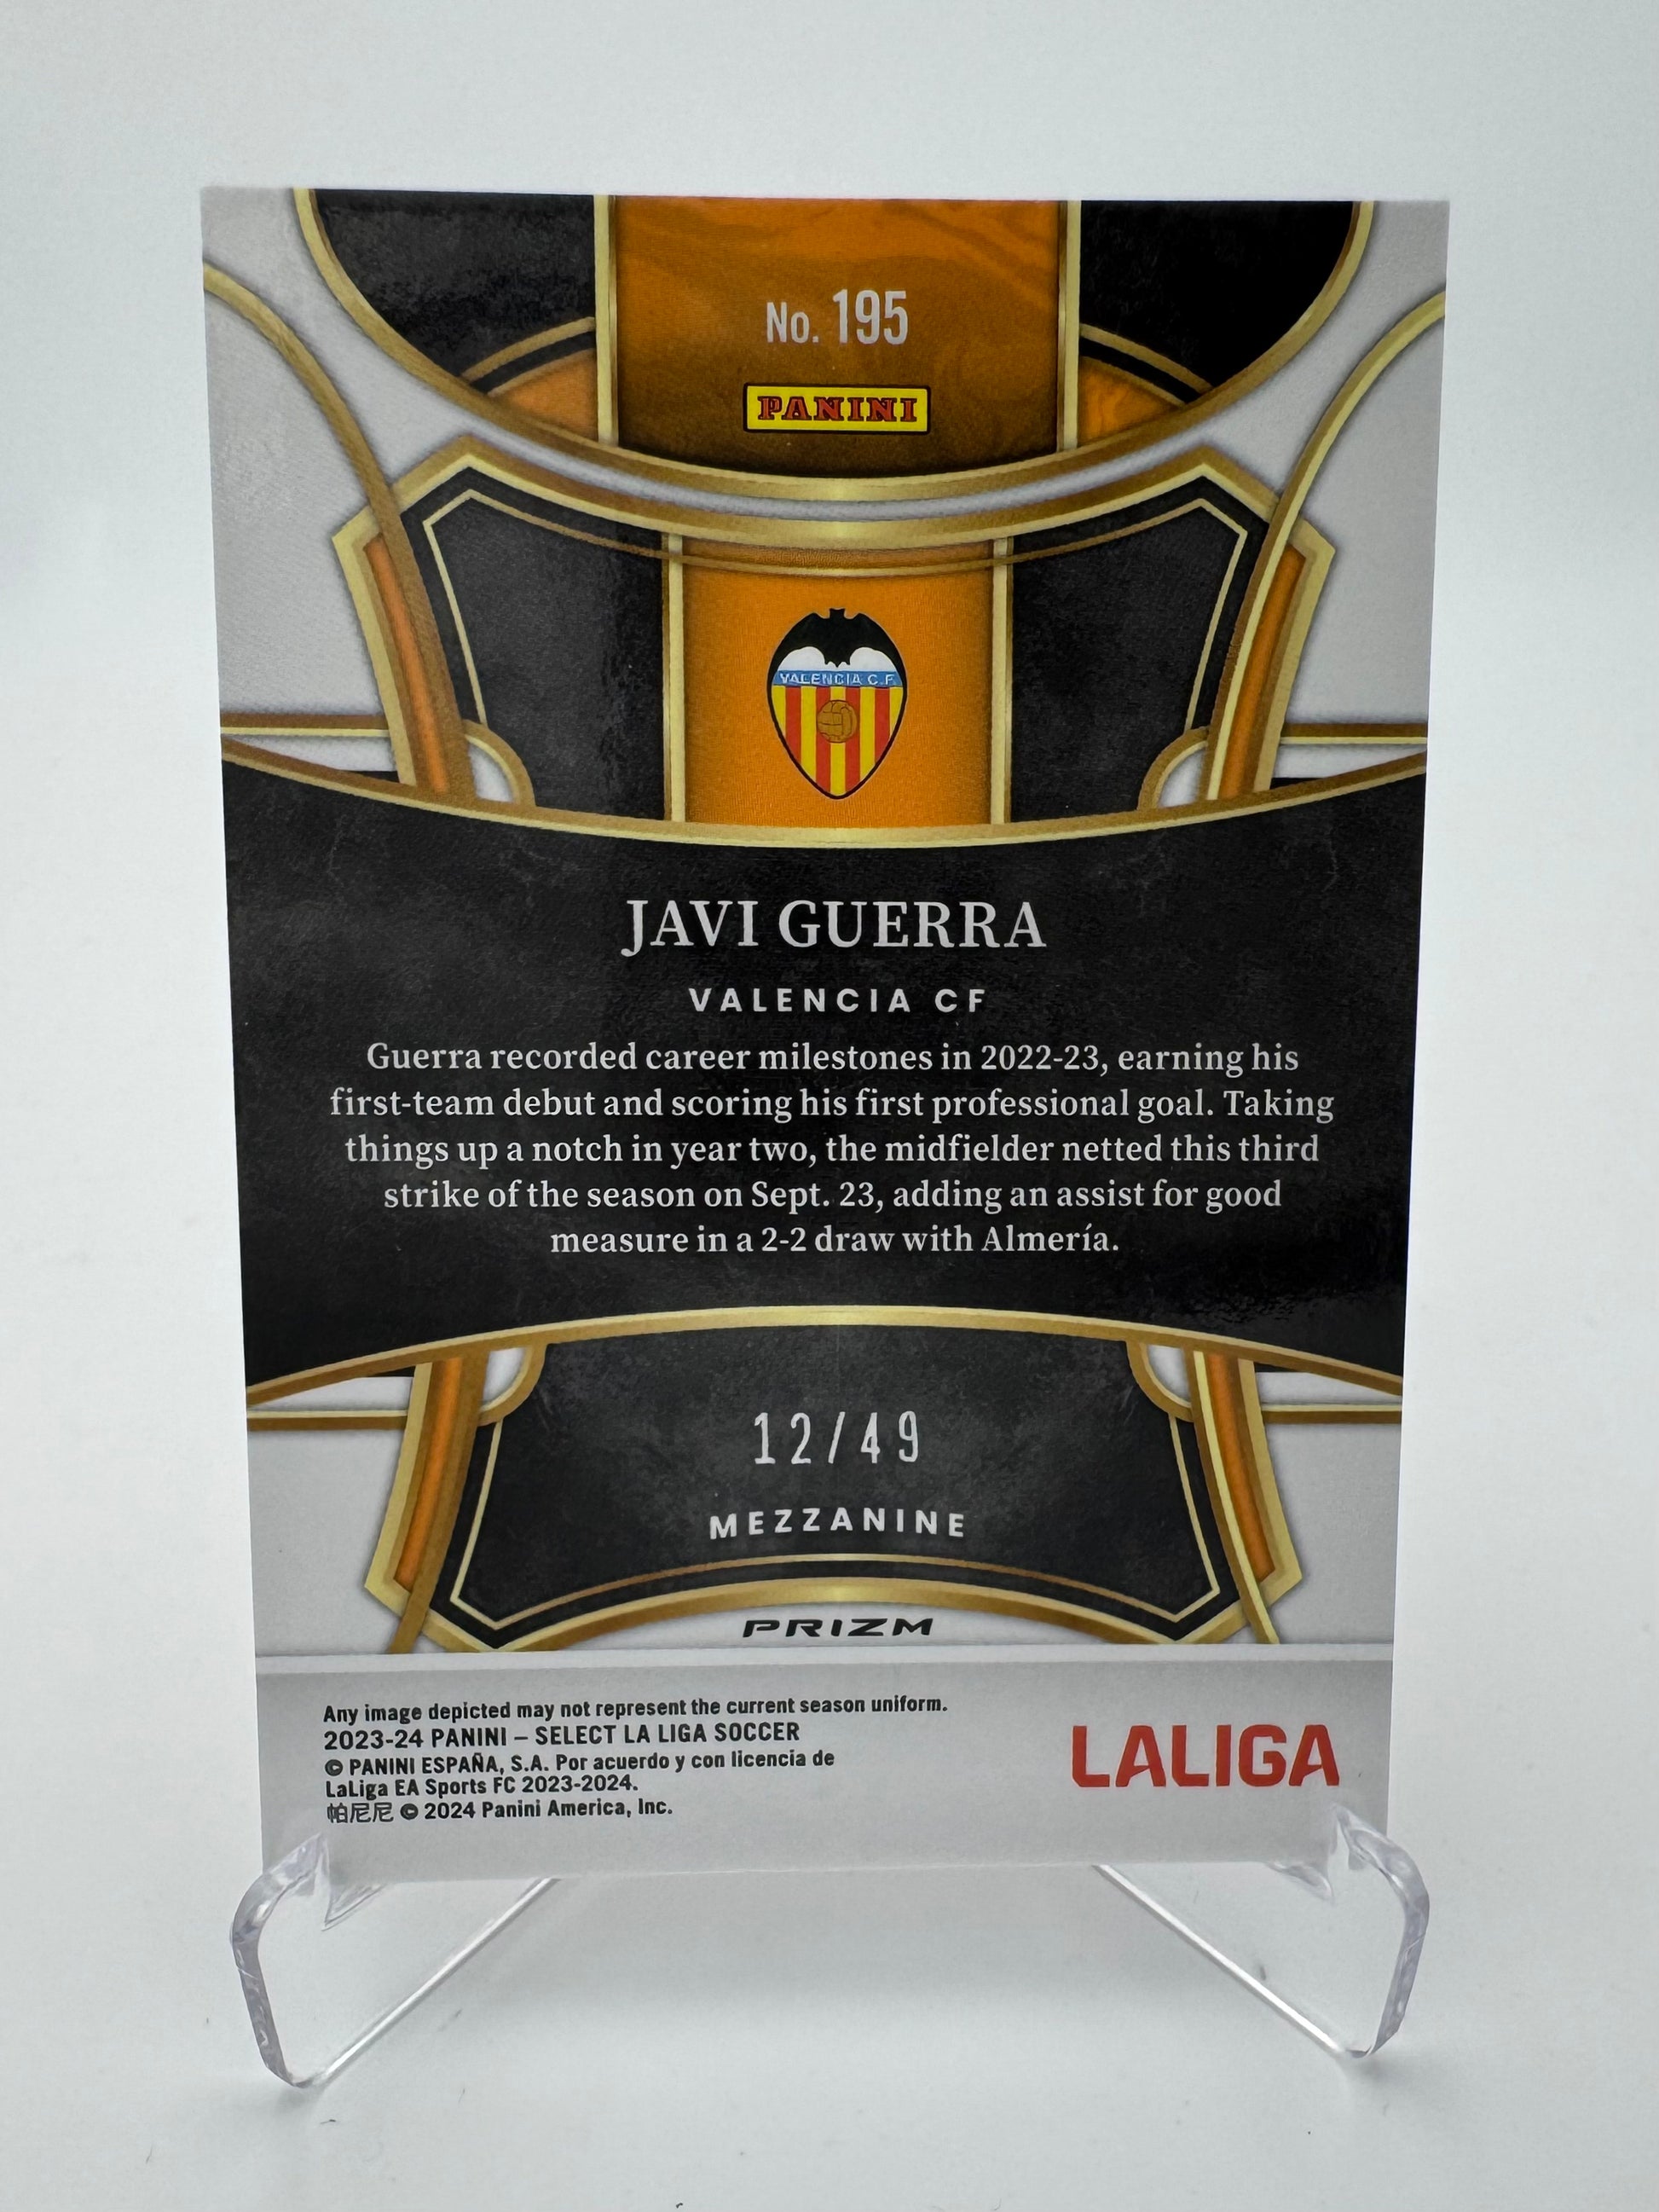 No. 195
PANINI
VALENCIA C.F.
JAVI GUERRA
VALENCIA CF
Guerra recorded career milestones in 2022-23, earning his
first-team debut and scoring his first professional goal. Taking
things up a notch in year two, the midfielder netted this third
strike of the season on Sept. 23, adding an assist for good
measure in a 2-2 draw with Almería.
12/49
MEZZANINE
PRIZM
Any image depicted may not represent the current season uniform.
2023-24 PANINI – SELECT LA LIGA SOCCER
© PANINI ESPAÑA, S.A. Por acuerdo y con licencia de
LaLiga EA Sports FC 2023-2024.
帕尼尼 © 2024 Panini America, Inc.
LALIGA